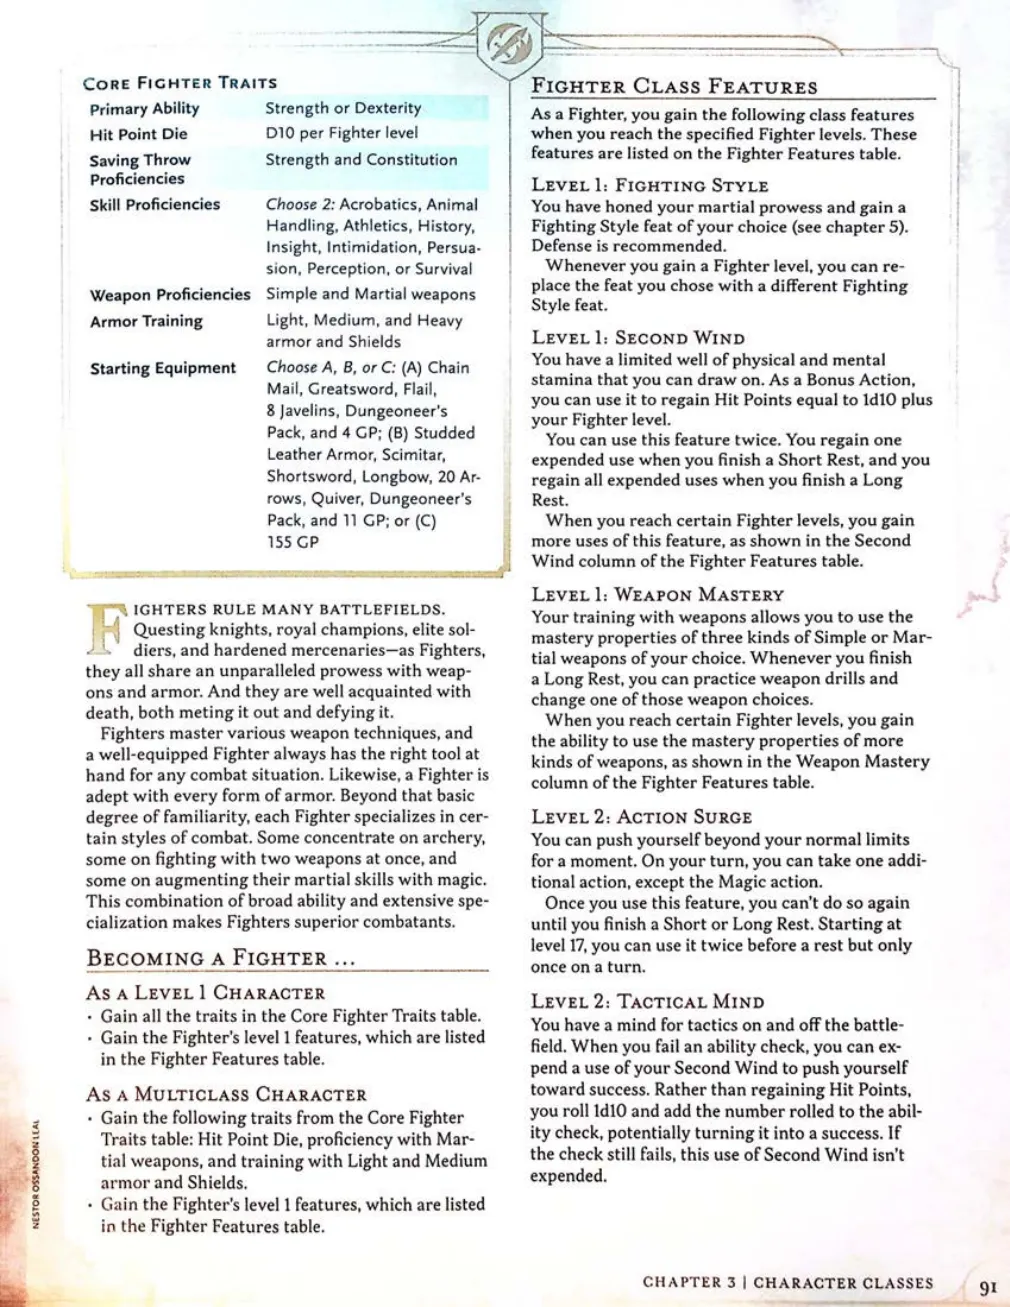 CORE FIGHTER TRAITS
Primary Ability Strength or Dexterity
Hit Point Die D10 per Fighter level
Saving Throw Strength and Constitution
Proficiencies
Skill Proficiencies Choose 2: Acrobatics, Animal
Handling, Athletics, History,
Insight, Intimidation, Persua-
sion, Perception, or Survival
Weapon Proficiencies Simple and Martial weapons
Armor Training Light, Medium, and Heavy
armor and Shields
Starting Equipment Choose A, B, or C: (A) Chain
Mail, Greatsword, Flail,
8 Javelins, Dungeoneer's
Pack, and 4 GP; (B) Studded
Leather Armor, Scimitar,
Shortsword, Longbow, 20 Ar-
rows, Quiver, Dungeoneer's
Pack, and 11 GP; or (C)
155 GP
FIGHTERS RULE MANY BATTLEFIELDS.
Questing knights, royal champions, elite sol-
diers, and hardened mercenaries—as Fighters,
they all share an unparalleled prowess with weap-
ons and armor. And they are well acquainted with
death, both meting it out and defying it.
Fighters master various weapon techniques, and
a well-equipped Fighter always has the right tool at
hand for any combat situation. Likewise, a Fighter is
adept with every form of armor. Beyond that basic
degree of familiarity, each Fighter specializes in cer-
tain styles of combat. Some concentrate on archery,
some on fighting with two weapons at once, and
some on augmenting their martial skills with magic.
This combination of broad ability and extensive spe-
cialization makes Fighters superior combatants.
BECOMING A FIGHTER ...
AS A LEVEL 1 CHARACTER
• Gain all the traits in the Core Fighter Traits table.
• Gain the Fighter's level 1 features, which are listed
in the Fighter Features table.
AS A MULTICLASS CHARACTER
• Gain the following traits from the Core Fighter
Traits table: Hit Point Die, proficiency with Mar-
tial weapons, and training with Light and Medium
armor and Shields.
• Gain the Fighter's level 1 features, which are listed
in the Fighter Features table.
NESTOR OSSANDON LEAL
FIGHTER CLASS FEATURES
As a Fighter, you gain the following class features
when you reach the specified Fighter levels. These
features are listed on the Fighter Features table.
LEVEL 1: FIGHTING STYLE
You have honed your martial prowess and gain a
Fighting Style feat of your choice (see chapter 5).
Defense is recommended.
Whenever you gain a Fighter level, you can re-
place the feat you chose with a different Fighting
Style feat.
LEVEL 1: SECOND WIND
You have a limited well of physical and mental
stamina that you can draw on. As a Bonus Action,
you can use it to regain Hit Points equal to 1d10 plus
your Fighter level.
You can use this feature twice. You regain one
expended use when you finish a Short Rest, and you
regain all expended uses when you finish a Long
Rest.
When you reach certain Fighter levels, you gain
more uses of this feature, as shown in the Second
Wind column of the Fighter Features table.
LEVEL 1: WEAPON MASTERY
Your training with weapons allows you to use the
mastery properties of three kinds of Simple or Mar-
tial weapons of your choice. Whenever you finish
a Long Rest, you can practice weapon drills and
change one of those weapon choices.
When you reach certain Fighter levels, you gain
the ability to use the mastery properties of more
kinds of weapons, as shown in the Weapon Mastery
column of the Fighter Features table.
LEVEL 2: ACTION SURGE
You can push yourself beyond your normal limits
for a moment. On your turn, you can take one addi-
tional action, except the Magic action.
Once you use this feature, you can't do so again
until you finish a Short or Long Rest. Starting at
level 17, you can use it twice before a rest but only
once on a turn.
LEVEL 2: TACTICAL MIND
You have a mind for tactics on and off the battle-
field. When you fail an ability check, you can ex-
pend a use of your Second Wind to push yourself
toward success. Rather than regaining Hit Points,
you roll 1d10 and add the number rolled to the abil-
ity check, potentially turning it into a success. If
the check still fails, this use of Second Wind isn't
expended.
CHAPTER 3 | CHARACTER CLASSES 91